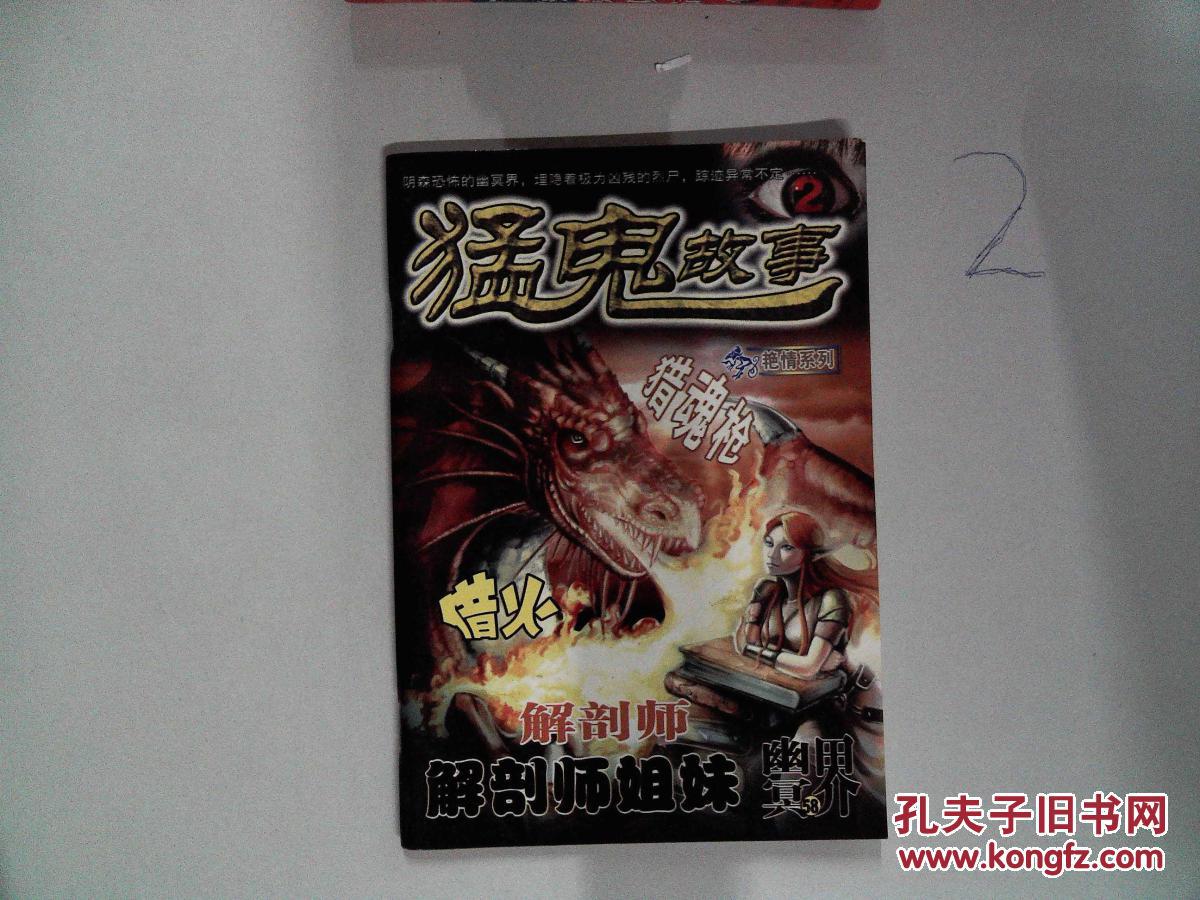 阴森恐怖的幽冥界，埋隐着极为凶残的死尸，踪迹异常不定……
2
猛鬼故事
艳情系列
猎魂枪
借火
解剖师
解剖师姐妹
幽冥界
58
2
孔夫子旧书网
www.kongfz.com